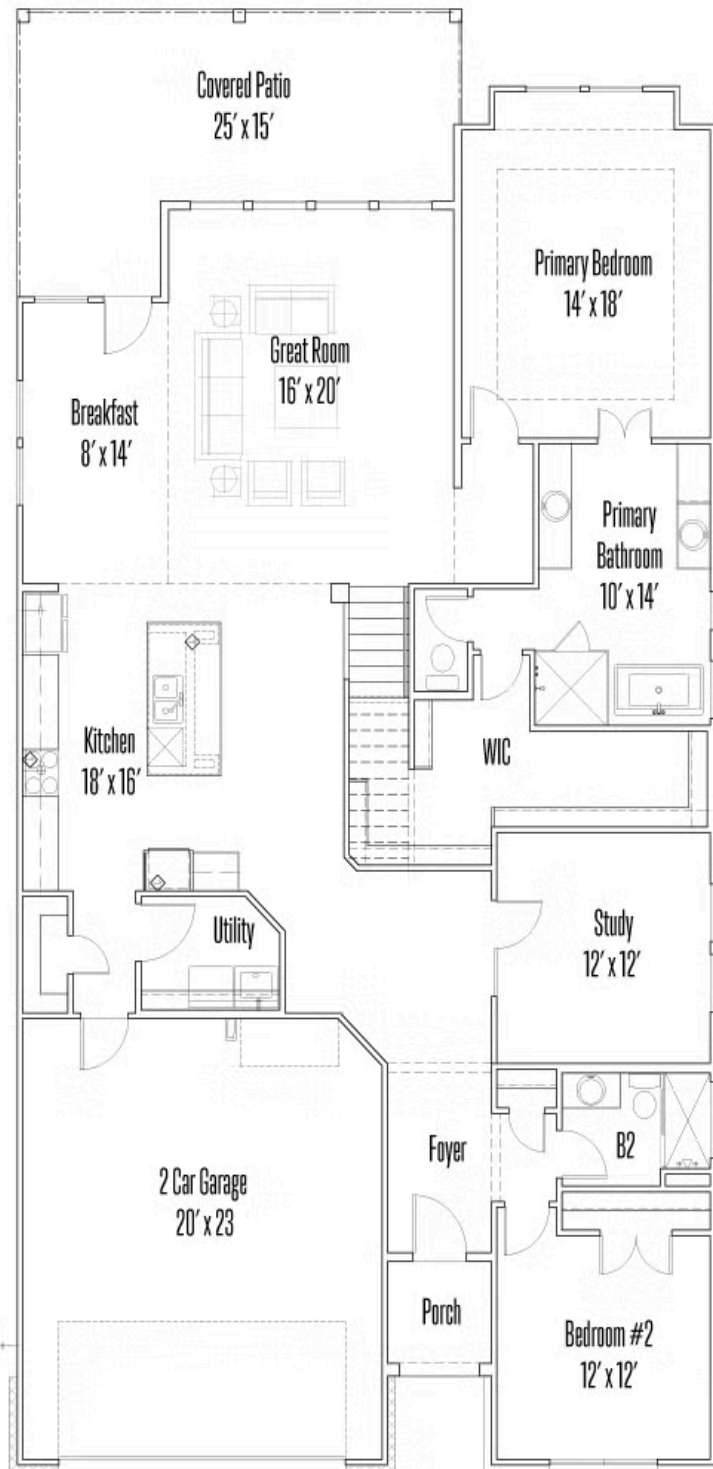 Covered Patio
25' x 15'
Primary Bedroom
14' x 18'
Great Room
16' x 20'
Breakfast
8' x 14'
Primary
Bathroom
10' x 14'
Kitchen
18' x 16'
WIC
Utility
Study
12' x 12'
Foyer
B2
2 Car Garage
20' x 23
Porch
Bedroom #2
12' x 12'